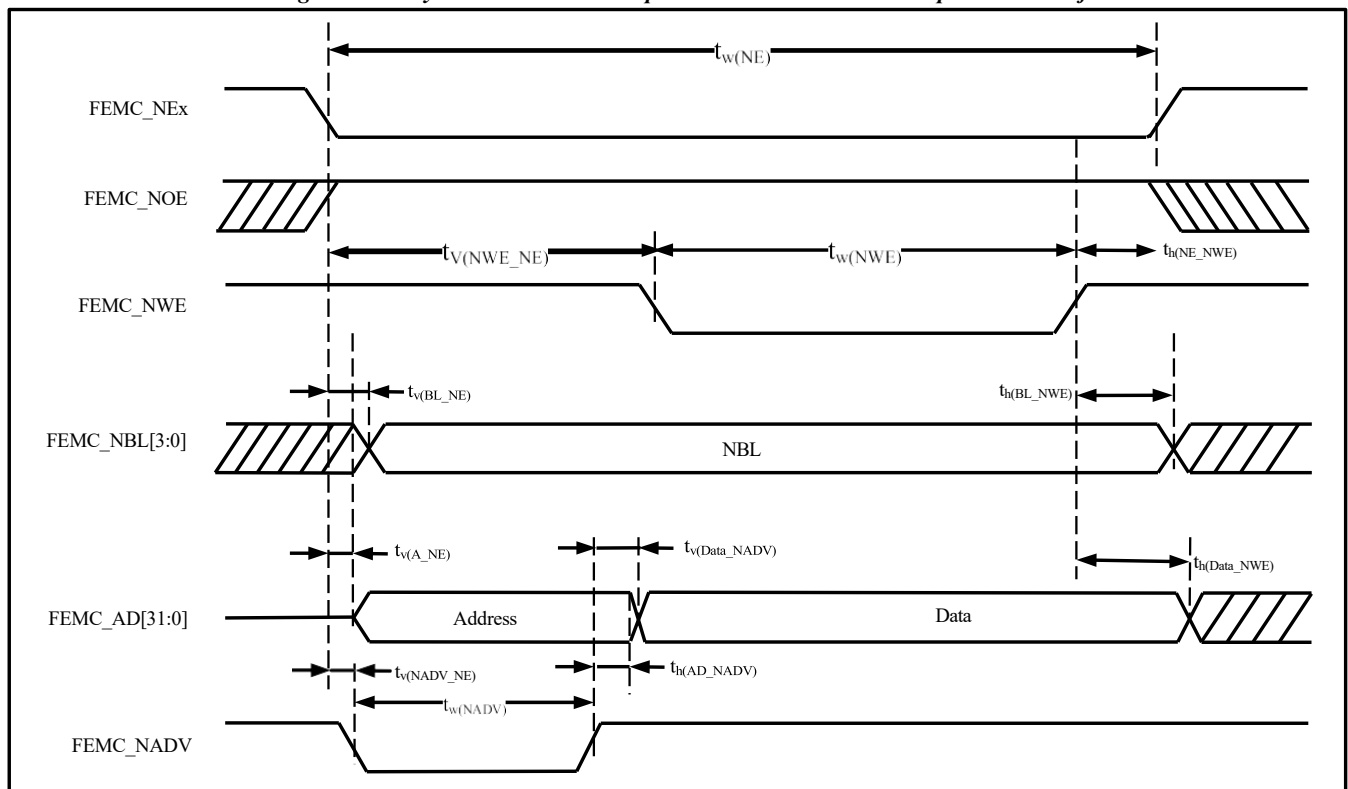 tw(NE)
FEMC_NEx
FEMC_NOE
tV(NWE_NE)
tw(NWE)
th(NE_NWE)
FEMC_NWE
tv(BL_NE)
th(BL_NWE)
FEMC_NBL[3:0]
NBL
tv(A_NE)
tv(Data_NADV)
th(Data_NWE)
FEMC_AD[31:0]
Address
Data
tv(NADV_NE)
th(AD_NADV)
tw(NADV)
FEMC_NADV